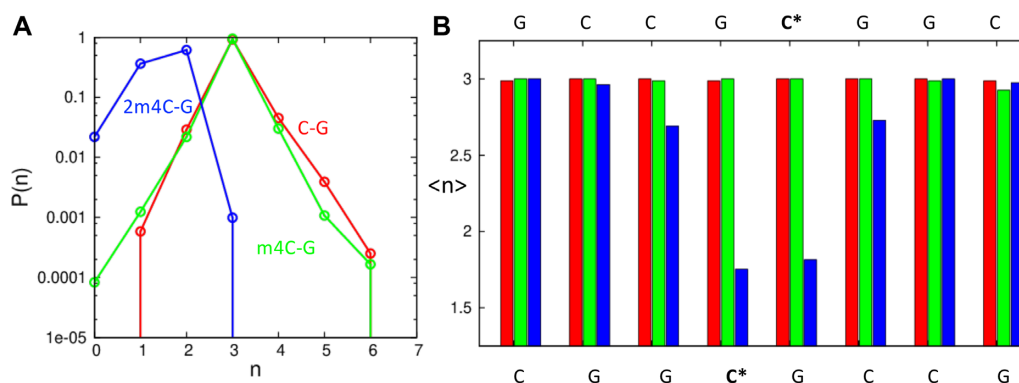 A
P(n)
1
0.1
0.01
0.001
0.0001
1e-05
2m4C-G
C-G
m4C-G
0 1 2 3 4 5 6 7
n
B
G C C G C* G G C
<n>
3
2.5
2
1.5
C G G C* G C C G